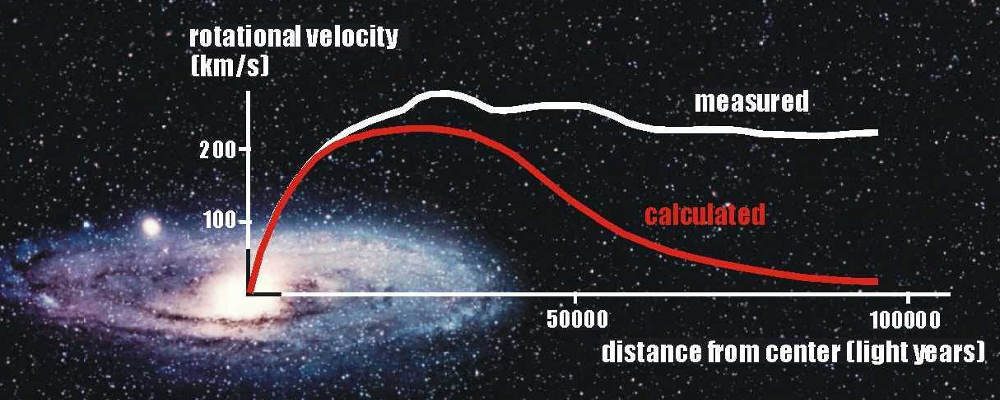 rotational velocity
(km/s)
measured
200
calculated
100
50000
100000
distance from center (light years)